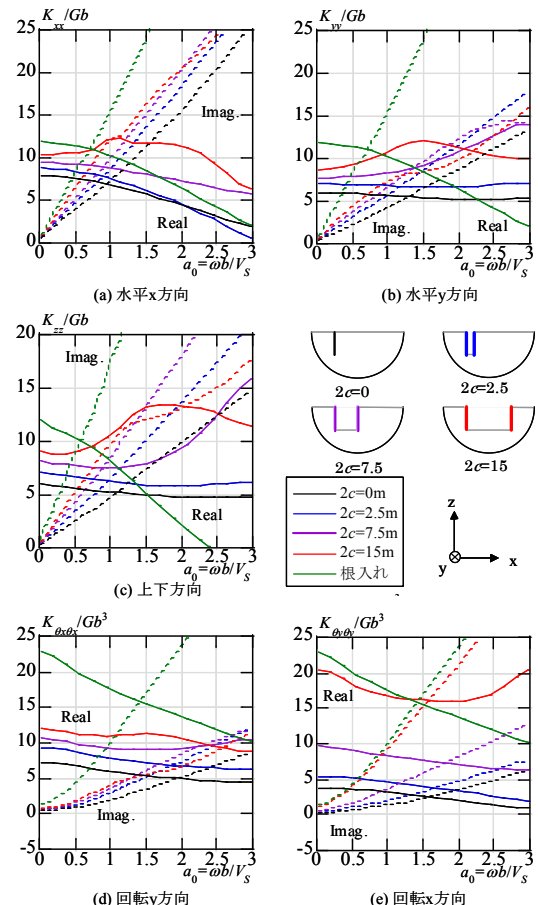 K_xx/Gb
25
20
15
10
5
0
0 0.5 1 1.5 2 2.5 3
Imag.
Real
a_0=ωb/V_S
(a) 水平x方向
K_yy/Gb
25
20
15
10
5
0
0 0.5 1 1.5 2 2.5 3
Imag.
Real
a_0=ωb/V_S
(b) 水平y方向
K_zz/Gb
20
15
10
5
0
0 0.5 1 1.5 2 2.5 3
Imag.
Real
a_0=ωb/V_S
(c) 上下方向
2c=0
2c=2.5
2c=7.5
2c=15
2c=0m
2c=2.5m
2c=7.5m
2c=15m
根入れ
z
y
x
K_θxθx/Gb^3
25
20
15
10
5
0
-5
0 0.5 1 1.5 2 2.5 3
Real
Imag.
a_0=ωb/V_S
(d) 回転y方向
K_θyθy/Gb^3
25
20
15
10
5
0
-5
0 0.5 1 1.5 2 2.5 3
Real
Imag.
a_0=ωb/V_S
(e) 回転x方向